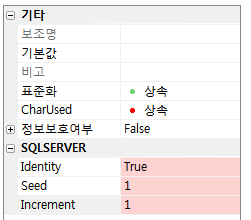 기타
보조명
기본값
비고
표준화 상속
CharUsed 상속
정보보호여부 False
SQLSERVER
Identity True
Seed 1
Increment 1